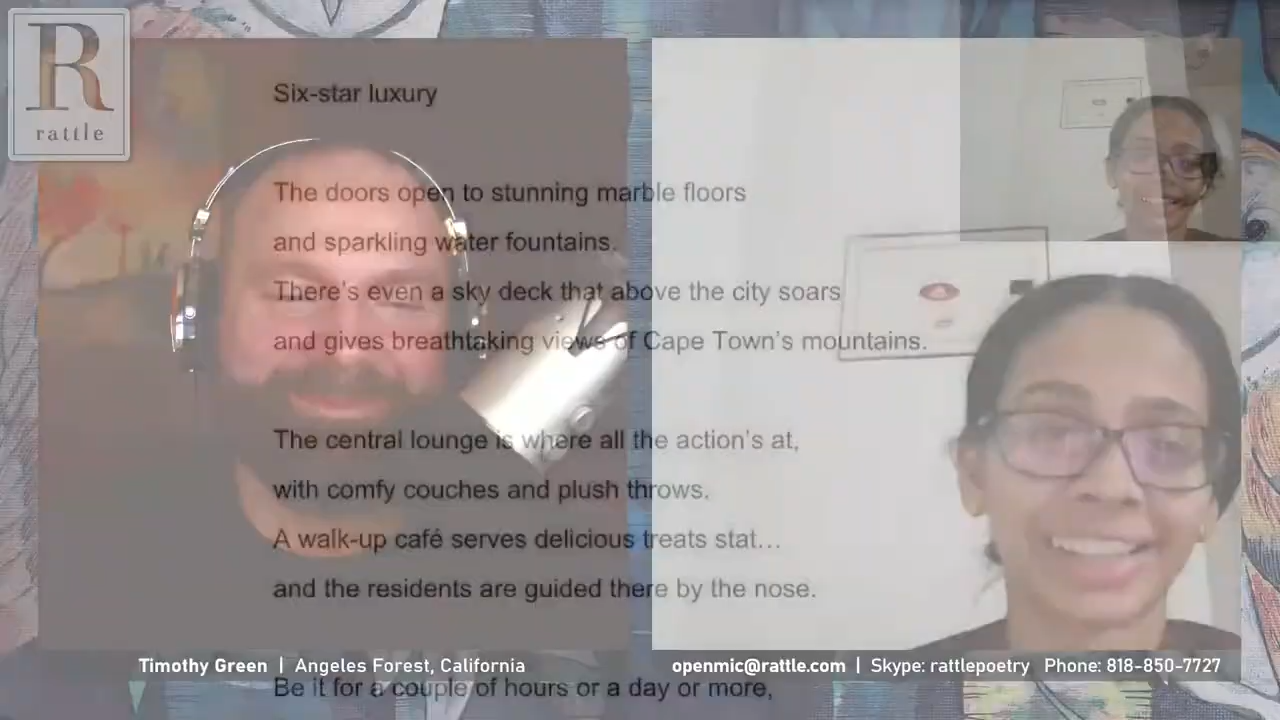 R
rattle
Six-star luxury
The doors open to stunning marble floors
and sparkling water fountains.
There's even a sky deck that above the city soars
and gives breathtaking views of Cape Town's mountains.
The central lounge is where all the action's at,
with comfy couches and plush throws.
A walk-up café serves delicious treats stat…
and the residents are guided there by the nose.
Timothy Green | Angeles Forest, California
openmic@rattle.com | Skype: rattlepoetry Phone: 818-850-7727
Be it for a couple of hours or a day or more,